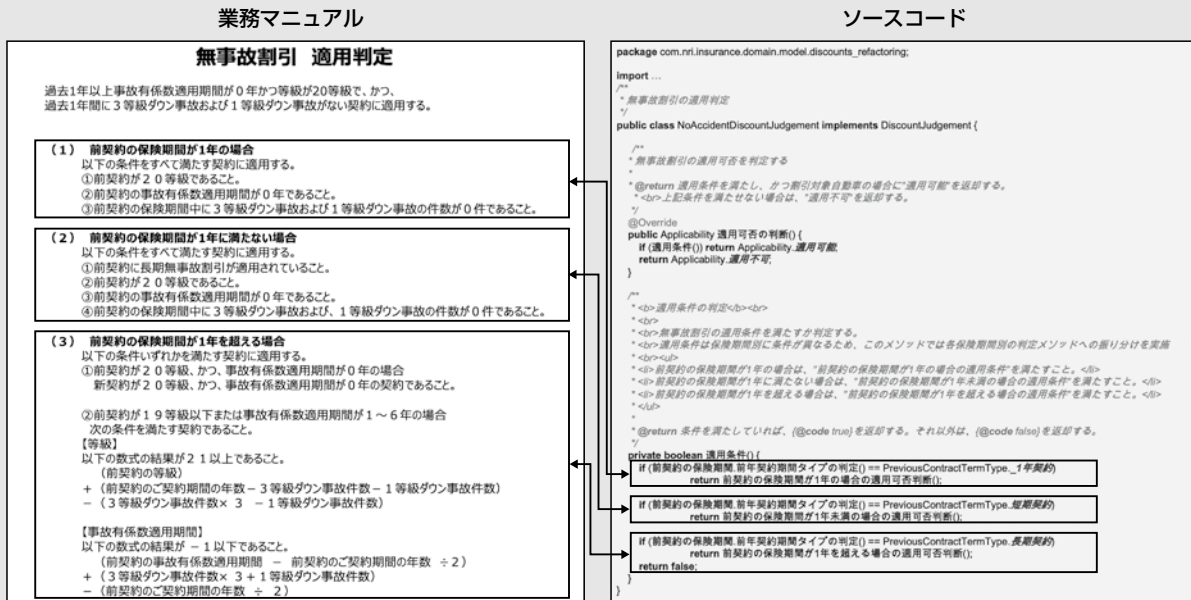 業務マニュアル
無事故割引 適用判定
過去1年以上事故有係数適用期間が0年かつ等級が20等級で、かつ、
過去1年間に3等級ダウン事故および1等級ダウン事故がない契約に適用する。
（1） 前契約の保険期間が1年の場合
以下の条件をすべて満たす契約に適用する。
①前契約が20等級であること。
②前契約の事故有係数適用期間が0年であること。
③前契約の保険期間中に3等級ダウン事故および1等級ダウン事故の件数が0件であること。
（2） 前契約の保険期間が1年に満たない場合
以下の条件をすべて満たす契約に適用する。
①前契約に長期無事故割引が適用されていること。
②前契約が20等級であること。
③前契約の事故有係数適用期間が0年であること。
④前契約の保険期間中に3等級ダウン事故および、1等級ダウン事故の件数が0件であること。
（3） 前契約の保険期間が1年を超える場合
以下の条件いずれかを満たす契約に適用する。
①前契約が20等級、かつ、事故有係数適用期間が0年の場合
新契約が20等級、かつ、事故有係数適用期間が0年の契約であること。
②前契約が19等級以下または事故有係数適用期間が1～6年の場合
次の条件を満たす契約であること。
【等級】
以下の数式の結果が21以上であること。
（前契約の等級）
＋（前契約のご契約期間の年数－3等級ダウン事故件数－1等級ダウン事故件数）
－（3等級ダウン事故件数× 3 －1等級ダウン事故件数）
【事故有係数適用期間】
以下の数式の結果が －1以下であること。
（前契約の事故有係数適用期間 － 前契約のご契約期間の年数 ÷2）
＋（3等級ダウン事故件数× 3＋1等級ダウン事故件数）
－（前契約のご契約期間の年数 ÷ 2）
ソースコード
package com.nri.insurance.domain.model.discounts_refactoring;
import ...
/**
* 無事故割引の適用判定
*/
public class NoAccidentDiscountJudgement implements DiscountJudgement {
/**
* 無事故割引の適用可否を判定する
*
* @return 適用条件を満たし、かつ割引対象自動車の場合に"適用可能"を返却する。
* <br>上記条件を満たせない場合は、"適用不可"を返却する。
*/
@Override
public Applicability 適用可否の判断() {
if (適用条件()) return Applicability.適用可能;
return Applicability.適用不可;
}
/**
* <b>適用条件の判定</b><br>
* <br>
* <br>無事故割引の適用条件を満たすか判定する。
* <br>適用条件は保険期間別に条件が異なるため、このメソッドでは各保険期間別の判定メソッドへの振り分けを実施
* <br><ul>
* <li>前契約の保険期間が1年の場合は、"前契約の保険期間が1年の場合の適用条件"を満たすこと。</li>
* <li>前契約の保険期間が1年に満たない場合は、"前契約の保険期間が1年未満の場合の適用条件"を満たすこと。</li>
* <li>前契約の保険期間が1年を超える場合は、"前契約の保険期間が1年を超える場合の適用条件"を満たすこと。</li>
* </ul>
*
* @return 条件を満たしていれば、{@code true}を返却する。それ以外は、{@code false}を返却する。
*/
private boolean 適用条件() {
if (前契約の保険期間.前年契約期間タイプの判定() == PreviousContractTermType._1年契約)
return 前契約の保険期間が1年の場合の適用可否判断();
if (前契約の保険期間.前年契約期間タイプの判定() == PreviousContractTermType.短期契約)
return 前契約の保険期間が1年未満の場合の適用可否判断();
if (前契約の保険期間.前年契約期間タイプの判定() == PreviousContractTermType.長期契約)
return 前契約の保険期間が1年を超える場合の適用可否判断();
return false;
}
}